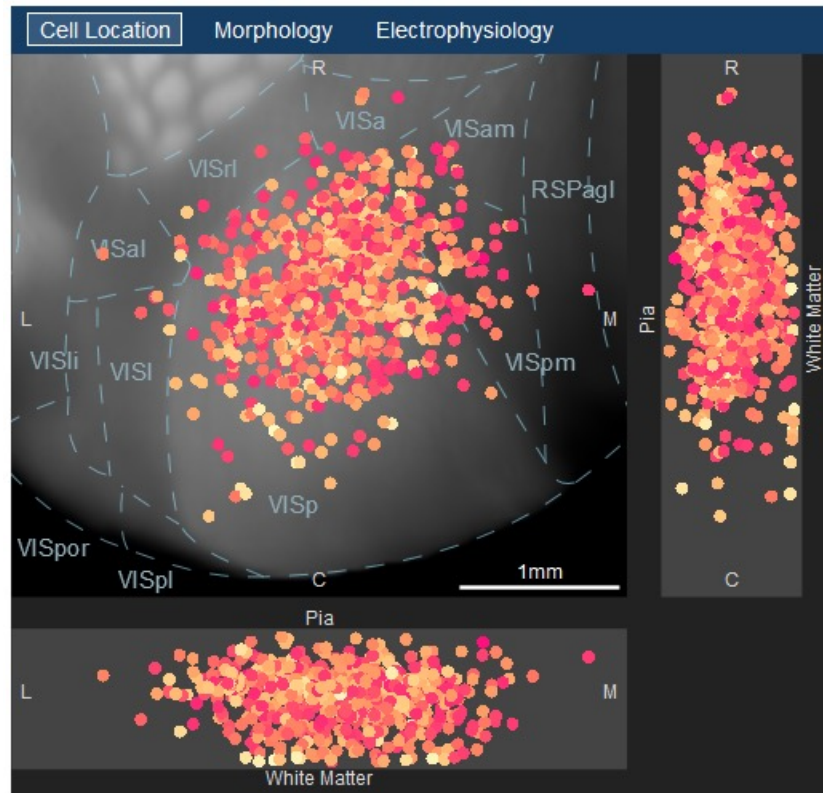 Cell Location Morphology Electrophysiology
R R
VISa
VISam
VISrl
RSPagl
VISal
L M
Pia
White Matter
VISli
VISl
VISpm
VISp
VISpor
VISpl
C C
1mm
Pia
L M
White Matter